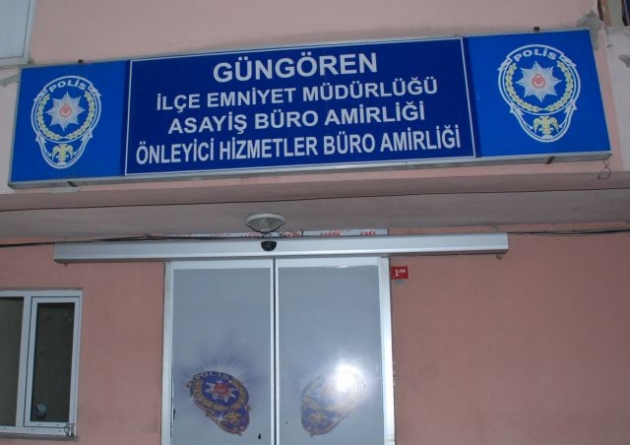 GÜNGÖREN
İLÇE EMNİYET MÜDÜRLÜĞÜ
ASAYİŞ BÜRO AMİRLİĞİ
ÖNLEYİCİ HİZMETLER BÜRO AMİRLİĞİ
POLİS
POLİS
POLİS